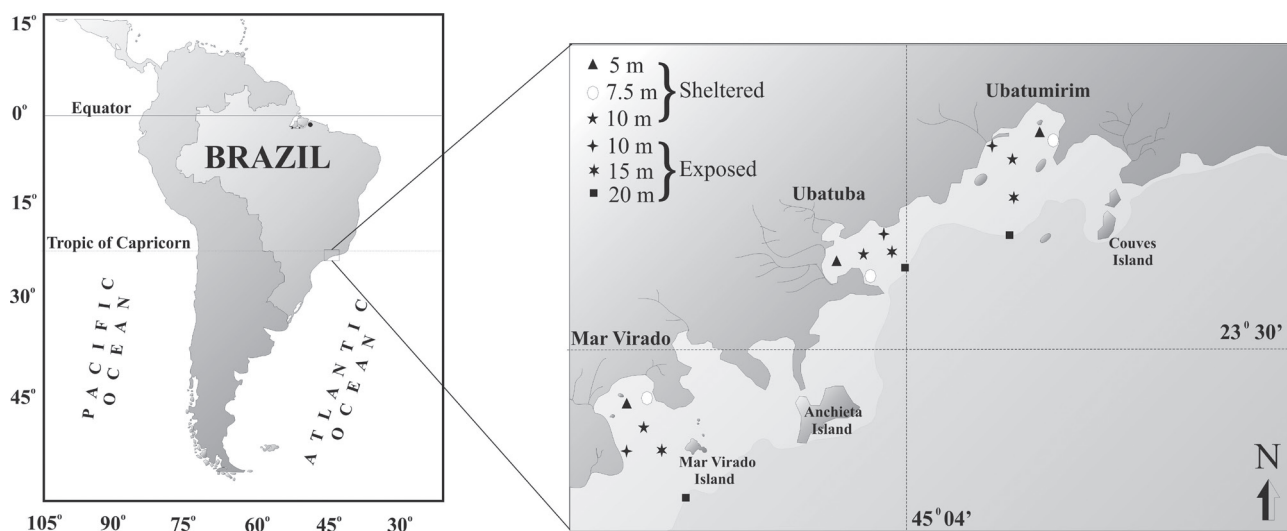 15°
Equator
0°
BRAZIL
15°
Tropic of Capricorn
30°
45°
PACIFIC
OCEAN
ATLANTIC
OCEAN
105° 90° 75° 60° 45° 30°
5 m
7.5 m
Sheltered
10 m
10 m
15 m
Exposed
20 m
Ubatumirim
Ubatuba
Couves
Island
Mar Virado
23° 30'
Anchieta
Island
Mar Virado
Island
N
45° 04'